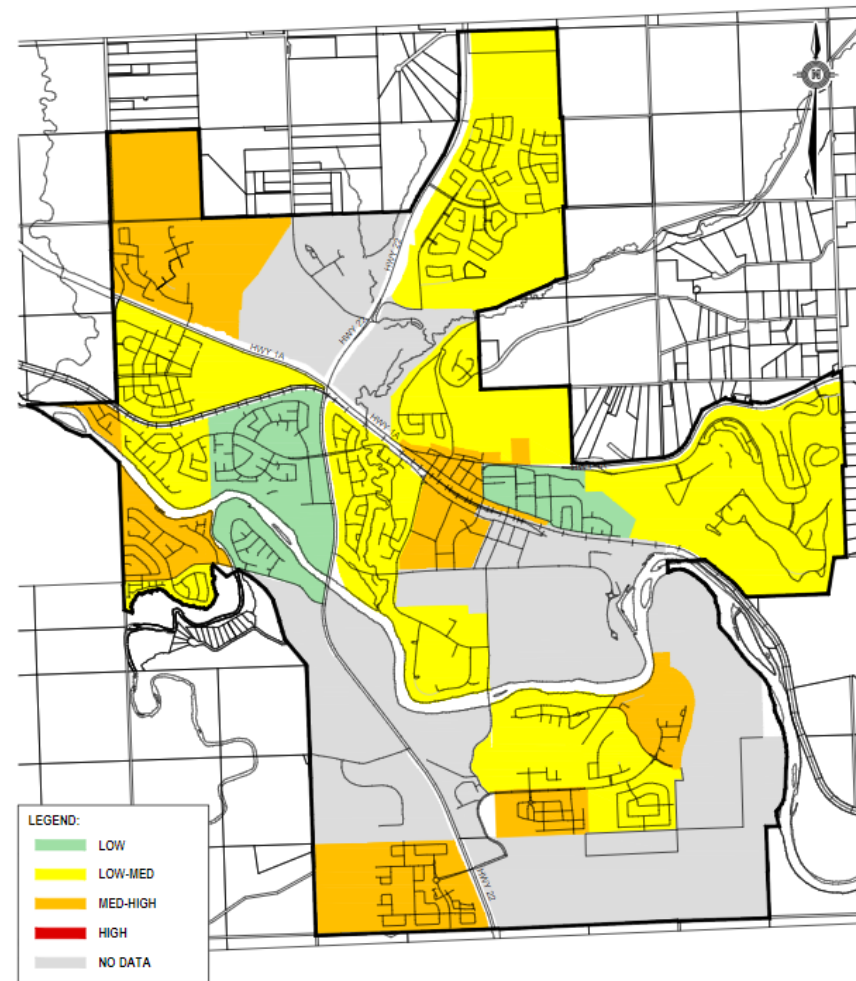 N
HWY 22
HWY 22
HWY 1A
HWY 1A
HWY 22
LEGEND:
LOW
LOW-MED
MED-HIGH
HIGH
NO DATA